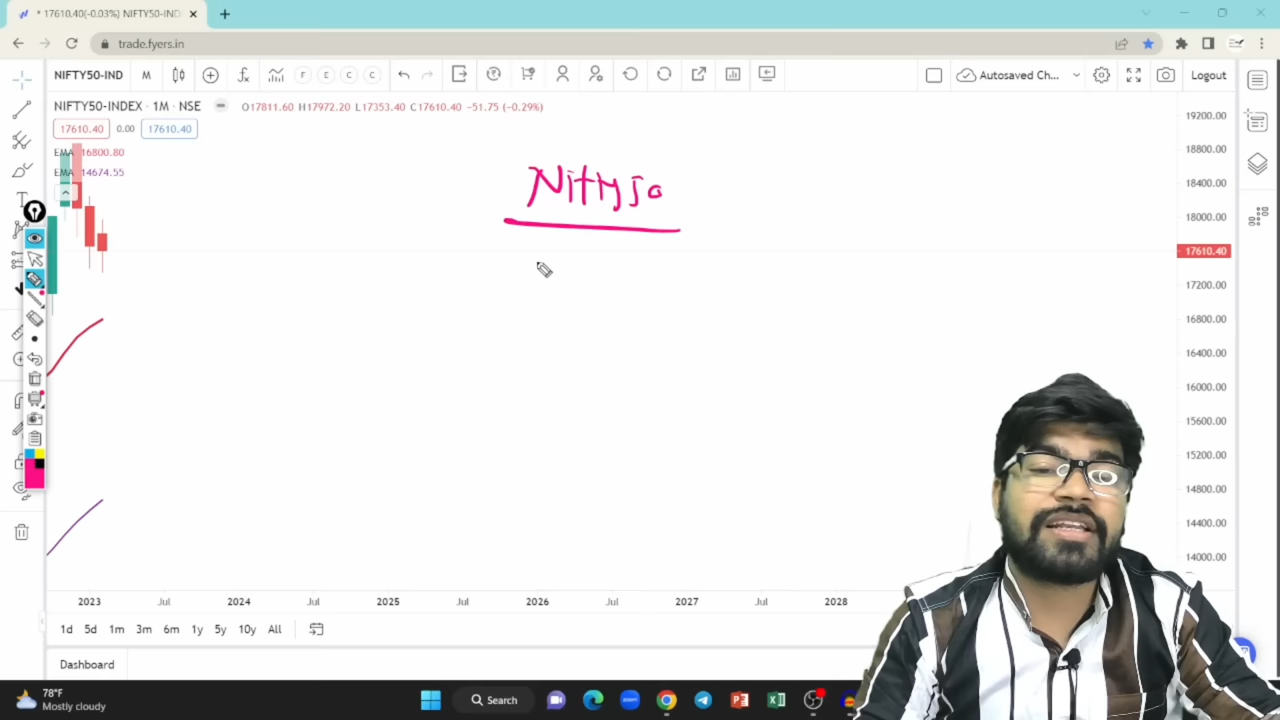 * 17610.40(-0.03%) NIFTY50-IND
trade.fyers.in
NIFTY50-IND M F E C C Autosaved Ch... Logout
NIFTY50-INDEX · 1M · NSE O17811.60 H17972.20 L17353.40 C17610.40 −51.75 (−0.29%)
17610.40 0.00 17610.40
EMA 16800.80
EMA 14674.55
Nifty50
19200.00
18800.00
18400.00
18000.00
17610.40
17200.00
16800.00
16400.00
16000.00
15600.00
15200.00
14800.00
14400.00
14000.00
2023 Jul 2024 Jul 2025 Jul 2026 Jul 2027 Jul 2028
1d 5d 1m 3m 6m 1y 5y 10y All
Dashboard
78°F
Mostly cloudy
Search
zoom